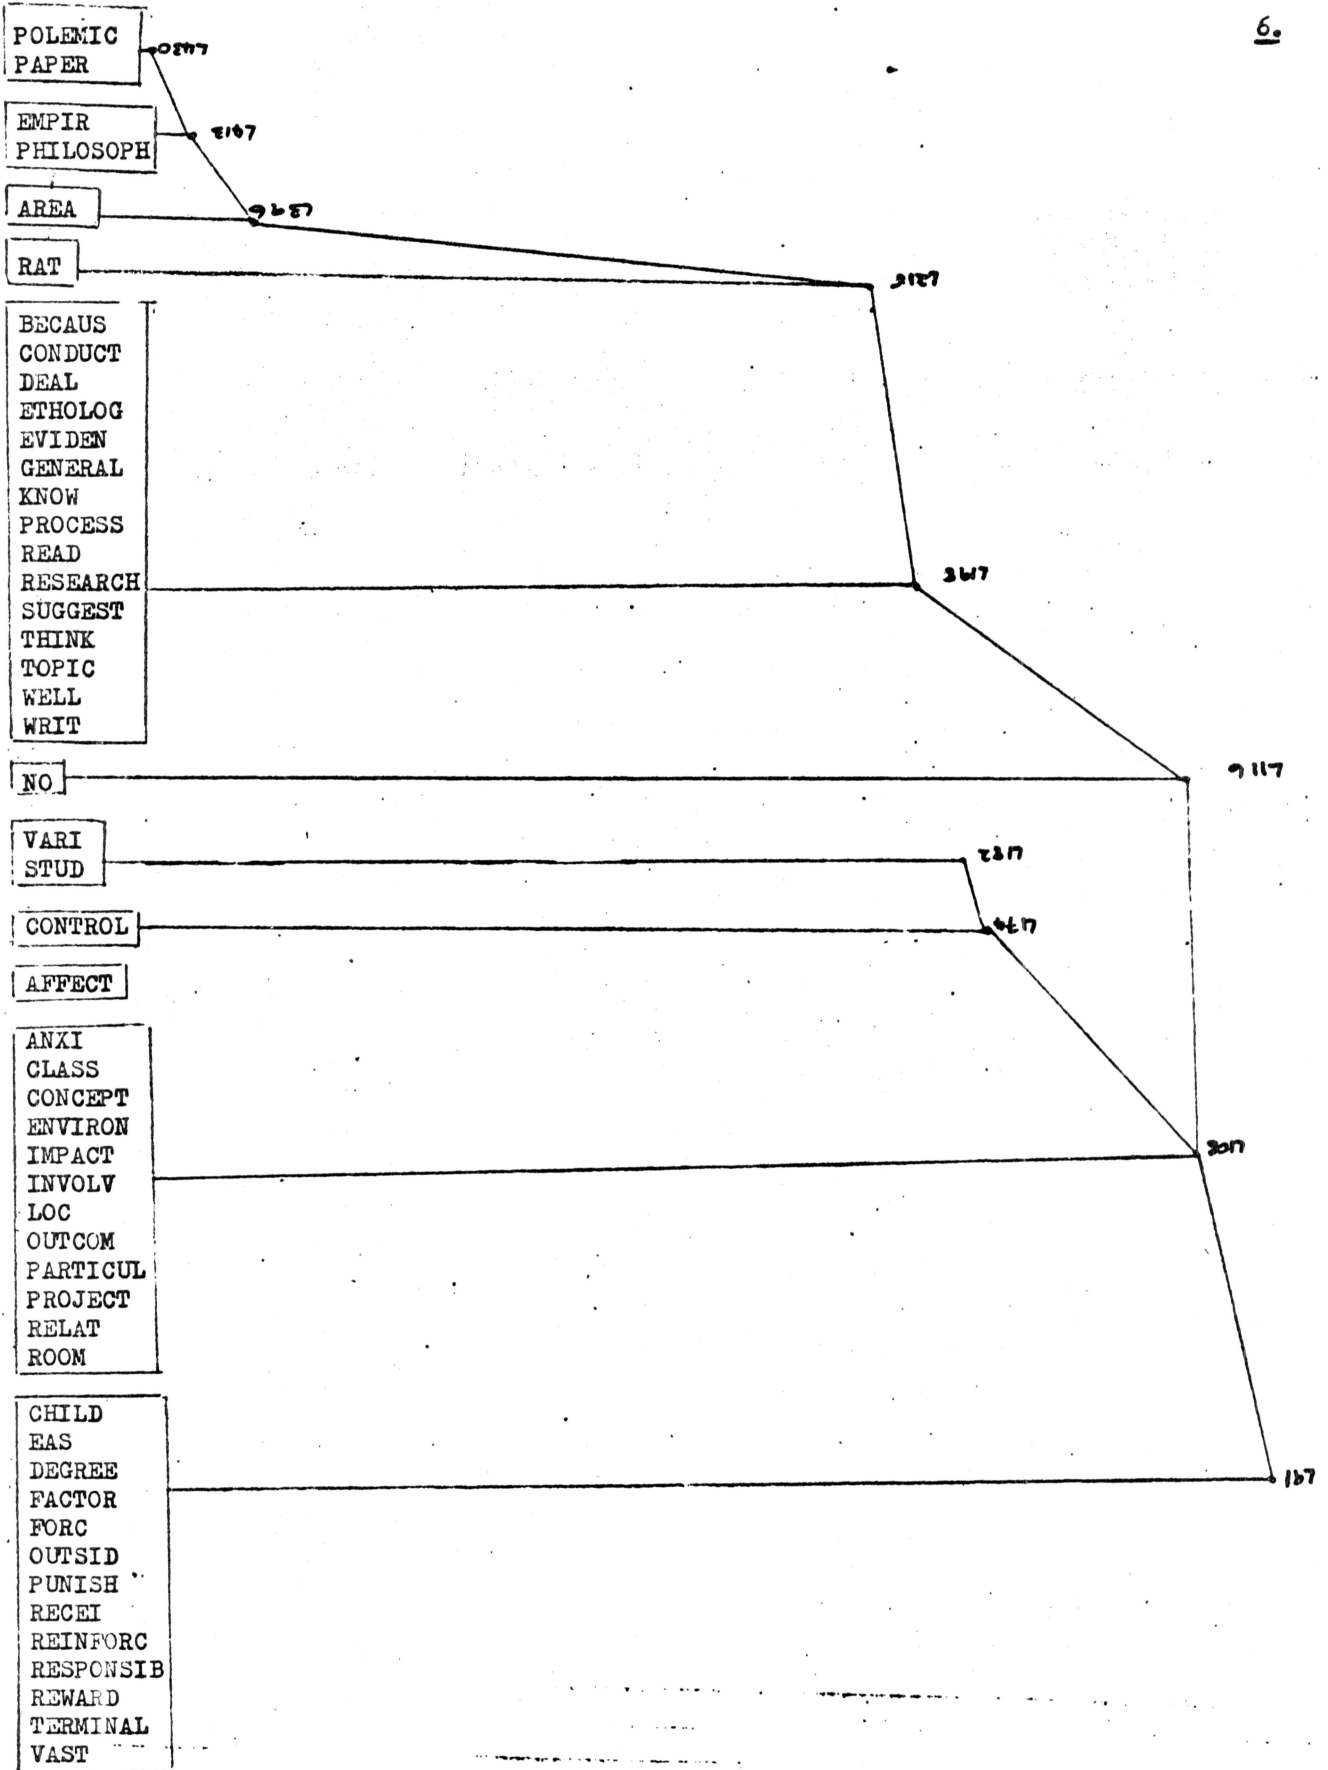 6.
POLEMIC
PAPER
EMPIR
PHILOSOPH
AREA
RAT
BECAUS
CONDUCT
DEAL
ETHOLOG
EVIDEN
GENERAL
KNOW
PROCESS
READ
RESEARCH
SUGGEST
THINK
TOPIC
WELL
WRIT
NO
VARI
STUD
CONTROL
AFFECT
ANXI
CLASS
CONCEPT
ENVIRON
IMPACT
INVOLV
LOC
OUTCOM
PARTICUL
PROJECT
RELAT
ROOM
CHILD
EAS
DEGREE
FACTOR
FORC
OUTSID
PUNISH
RECEI
REINFORC
RESPONSIB
REWARD
TERMINAL
VAST